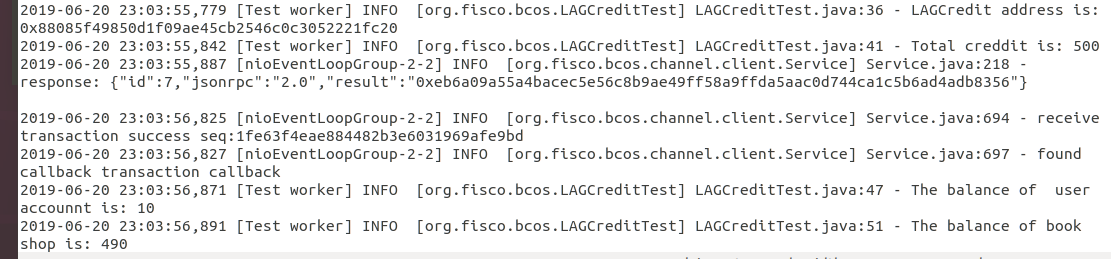 2019-06-20 23:03:55,779 [Test worker] INFO  [org.fisco.bcos.LAGCreditTest] LAGCreditTest.java:36 - LAGCredit address is:
0x88085f49850d1f09ae45cb2546c0c3052221fc20
2019-06-20 23:03:55,842 [Test worker] INFO  [org.fisco.bcos.LAGCreditTest] LAGCreditTest.java:41 - Total creddit is: 500
2019-06-20 23:03:55,887 [nioEventLoopGroup-2-2] INFO  [org.fisco.bcos.channel.client.Service] Service.java:218 -
response: {"id":7,"jsonrpc":"2.0","result":"0xeb6a09a55a4bacec5e56c8b9ae49ff58a9ffda5aac0d744ca1c5b6ad4adb8356"}
2019-06-20 23:03:56,825 [nioEventLoopGroup-2-2] INFO  [org.fisco.bcos.channel.client.Service] Service.java:694 - receive
transaction success seq:1fe63f4eae884482b3e6031969afe9bd
2019-06-20 23:03:56,827 [nioEventLoopGroup-2-2] INFO  [org.fisco.bcos.channel.client.Service] Service.java:697 - found
callback transaction callback
2019-06-20 23:03:56,871 [Test worker] INFO  [org.fisco.bcos.LAGCreditTest] LAGCreditTest.java:47 - The balance of  user
accounnt is: 10
2019-06-20 23:03:56,891 [Test worker] INFO  [org.fisco.bcos.LAGCreditTest] LAGCreditTest.java:51 - The balance of book
shop is: 490